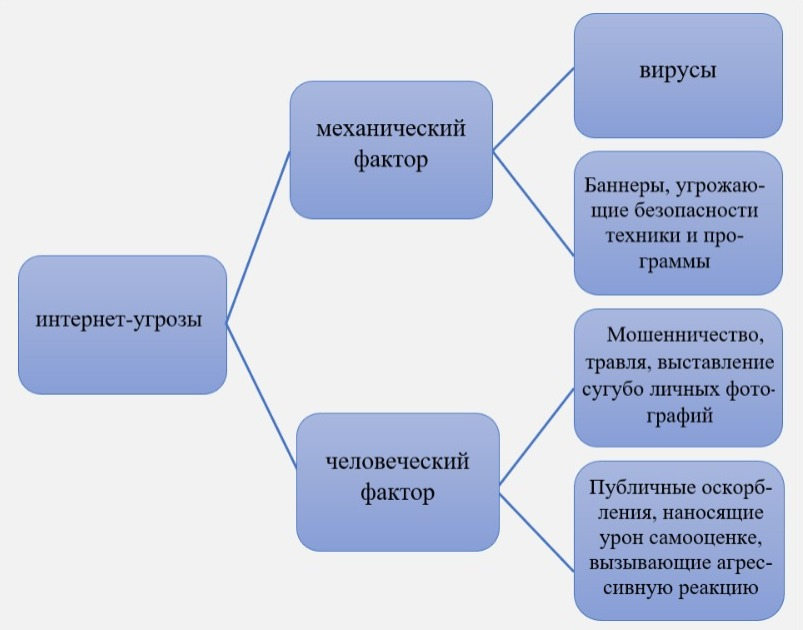 интернет-угрозы
механический
фактор
вирусы
Баннеры, угрожаю-
щие безопасности
техники и про-
граммы
человеческий
фактор
Мошенничество,
травля, выставление
сугубо личных фото-
графий
Публичные оскорб-
ления, наносящие
урон самооценке,
вызывающие агрес-
сивную реакцию